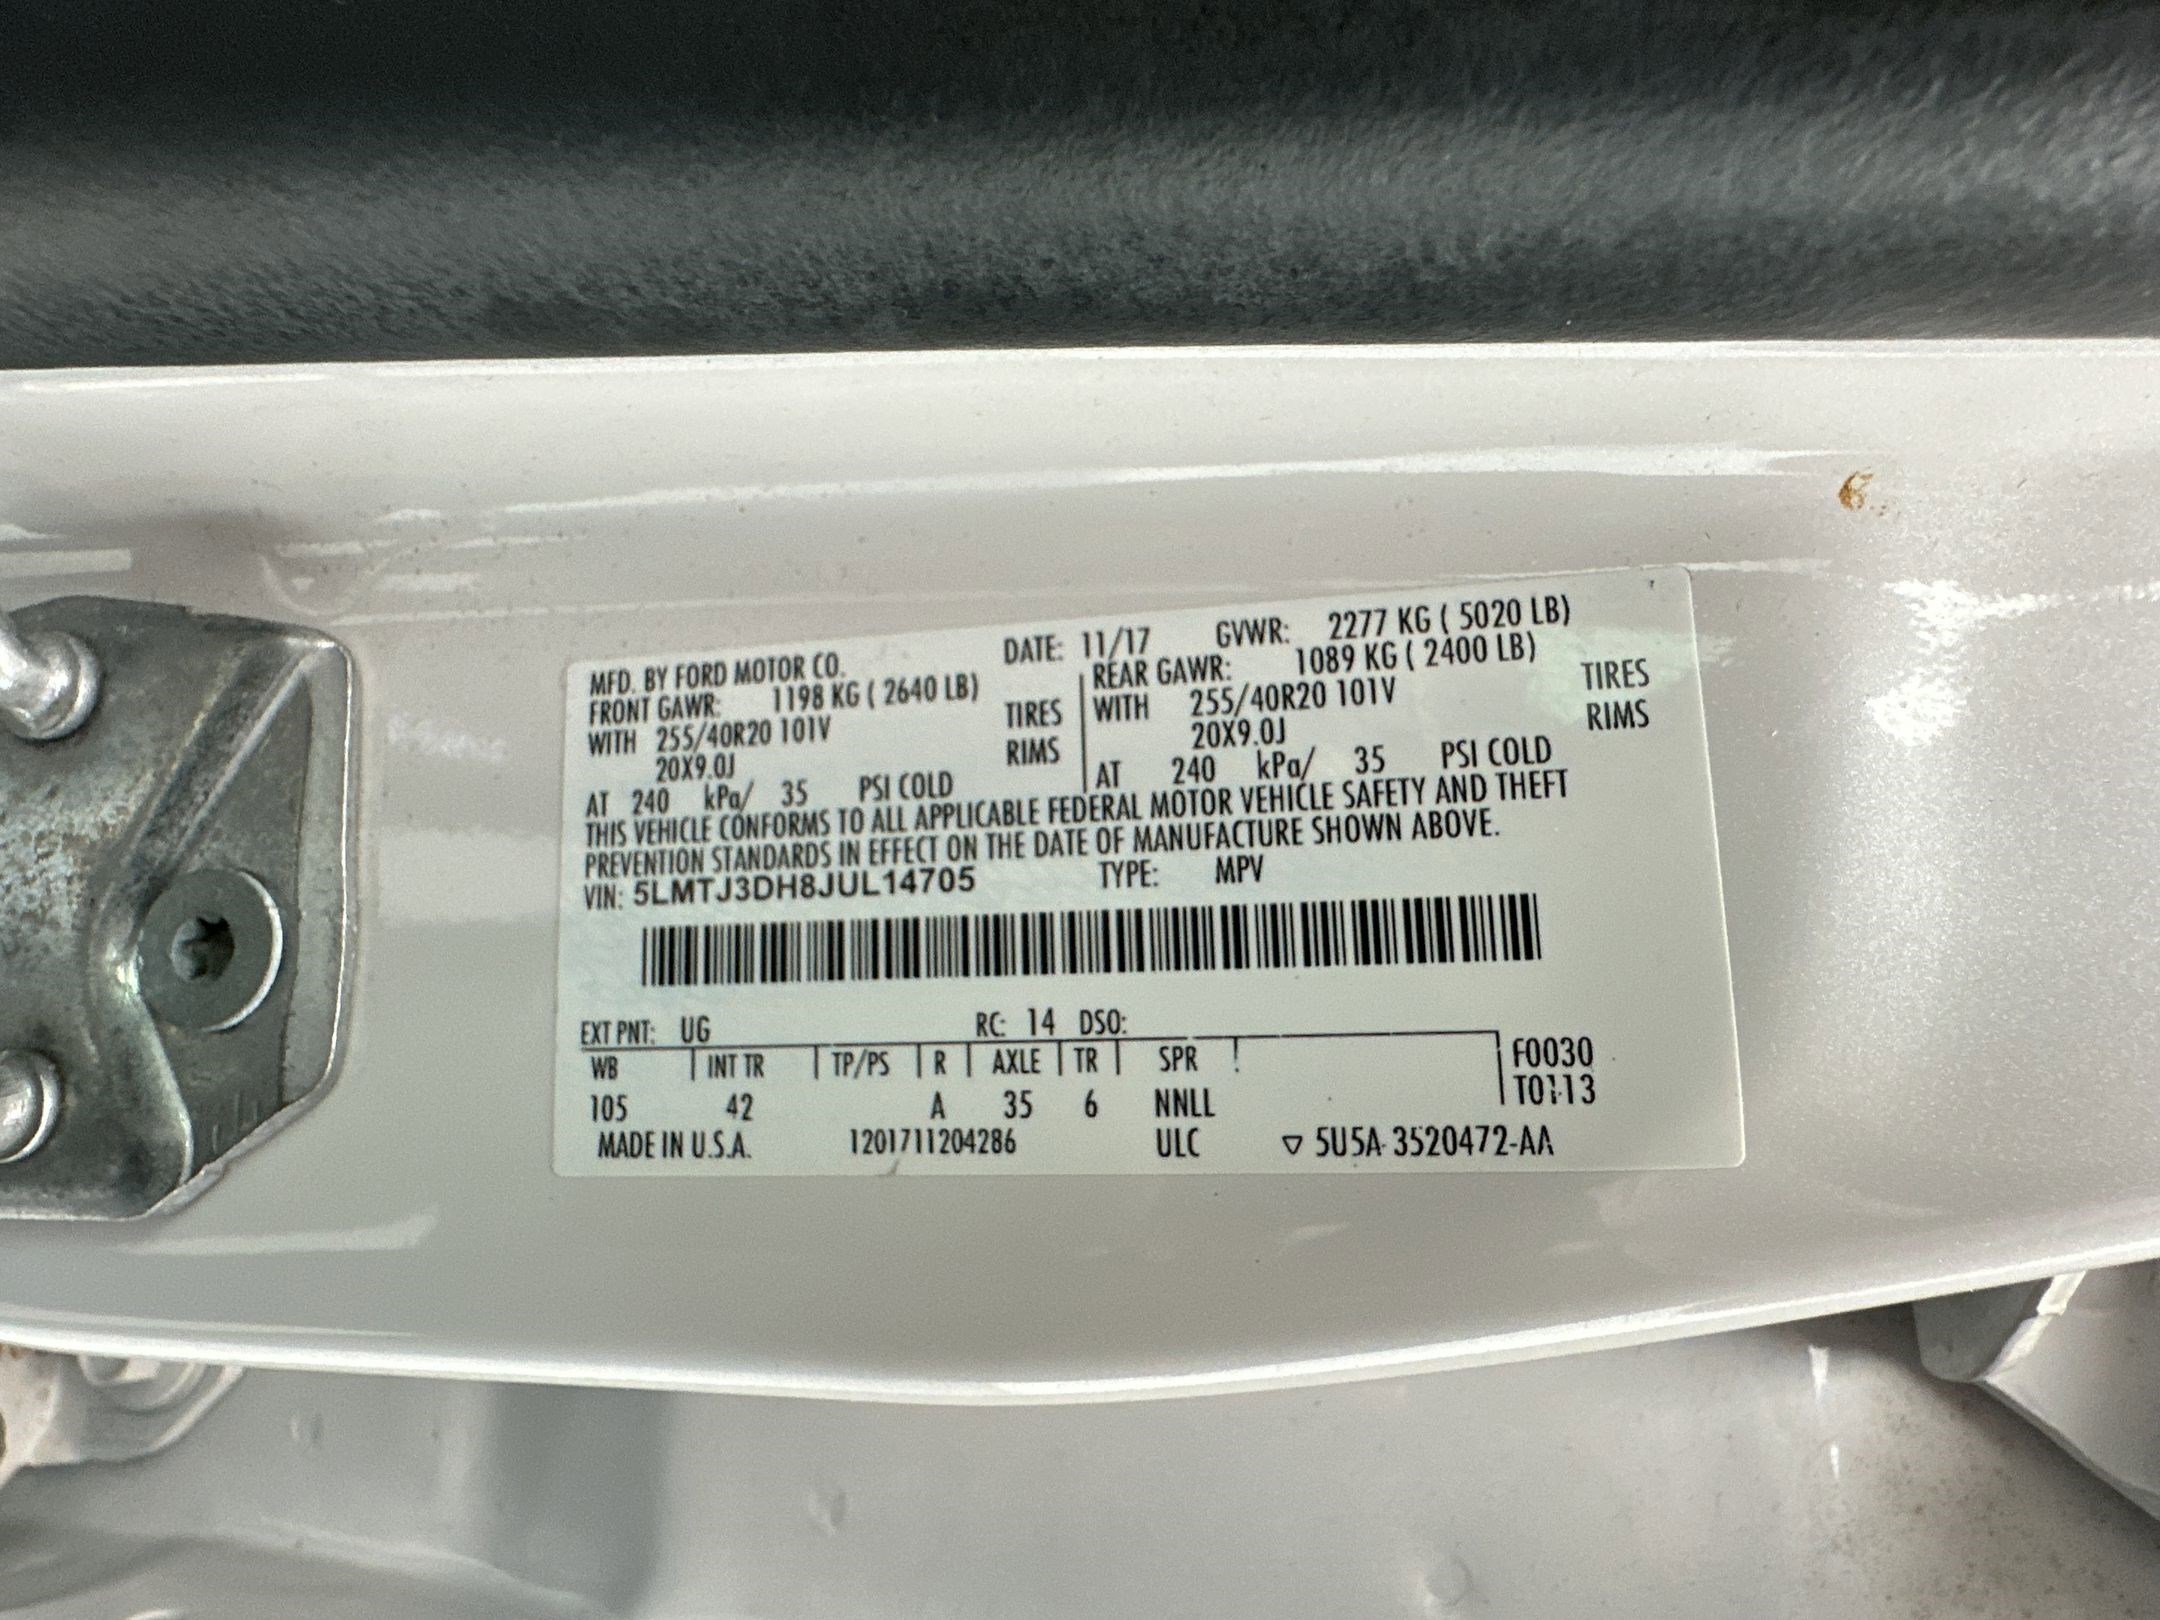 MFD. BY FORD MOTOR CO. DATE: 11/17 GVWR: 2277 KG ( 5020 LB)
FRONT GAWR: 1198 KG ( 2640 LB) REAR GAWR: 1089 KG ( 2400 LB)
WITH 255/40R20 101V TIRES WITH 255/40R20 101V TIRES
20X9.0J RIMS 20X9.0J RIMS
AT 240 kPa/ 35 PSI COLD AT 240 kPa/ 35 PSI COLD
THIS VEHICLE CONFORMS TO ALL APPLICABLE FEDERAL MOTOR VEHICLE SAFETY AND THEFT
PREVENTION STANDARDS IN EFFECT ON THE DATE OF MANUFACTURE SHOWN ABOVE.
VIN: 5LMTJ3DH8JUL14705 TYPE: MPV
EXT PNT: UG RC: 14 DSO:
WB INT TR TP/PS R AXLE TR SPR F0030
T0113
105 42 A 35 6 NNLL
MADE IN U.S.A. 1201711204286 ULC ▽ 5U5A-3520472-AA